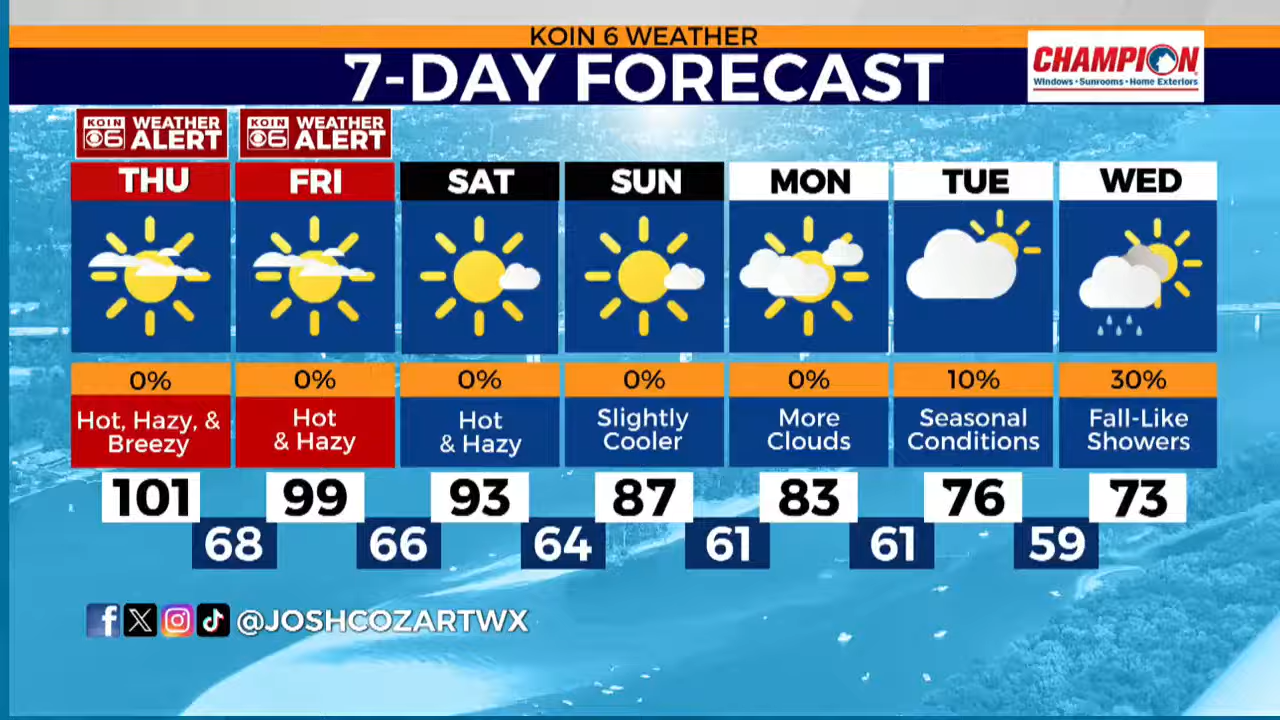 KOIN 6 WEATHER
7-DAY FORECAST
CHAMPION
Windows • Sunrooms • Home Exteriors
KOIN 6 WEATHER ALERT
KOIN 6 WEATHER ALERT
THU FRI SAT SUN MON TUE WED
0% 0% 0% 0% 0% 10% 30%
Hot, Hazy, &
Breezy
Hot
& Hazy
Hot
& Hazy
Slightly
Cooler
More
Clouds
Seasonal
Conditions
Fall-Like
Showers
101 99 93 87 83 76 73
68 66 64 61 61 59
@JOSHCOZARTWX